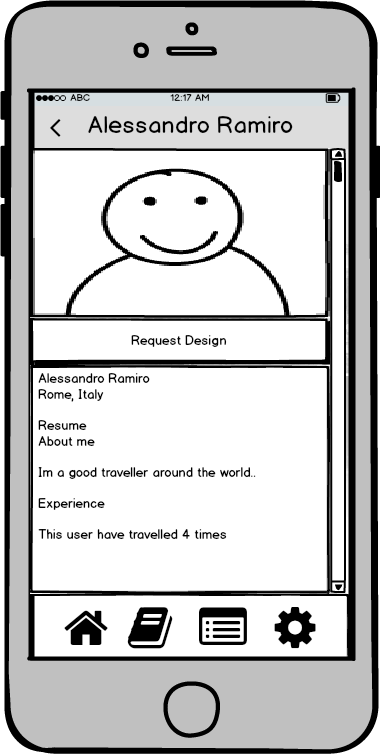 ABC 12:17 AM
Alessandro Ramiro
Request Design
Alessandro Ramiro
Rome, Italy
Resume
About me
Im a good traveller around the world..
Experience
This user have travelled 4 times